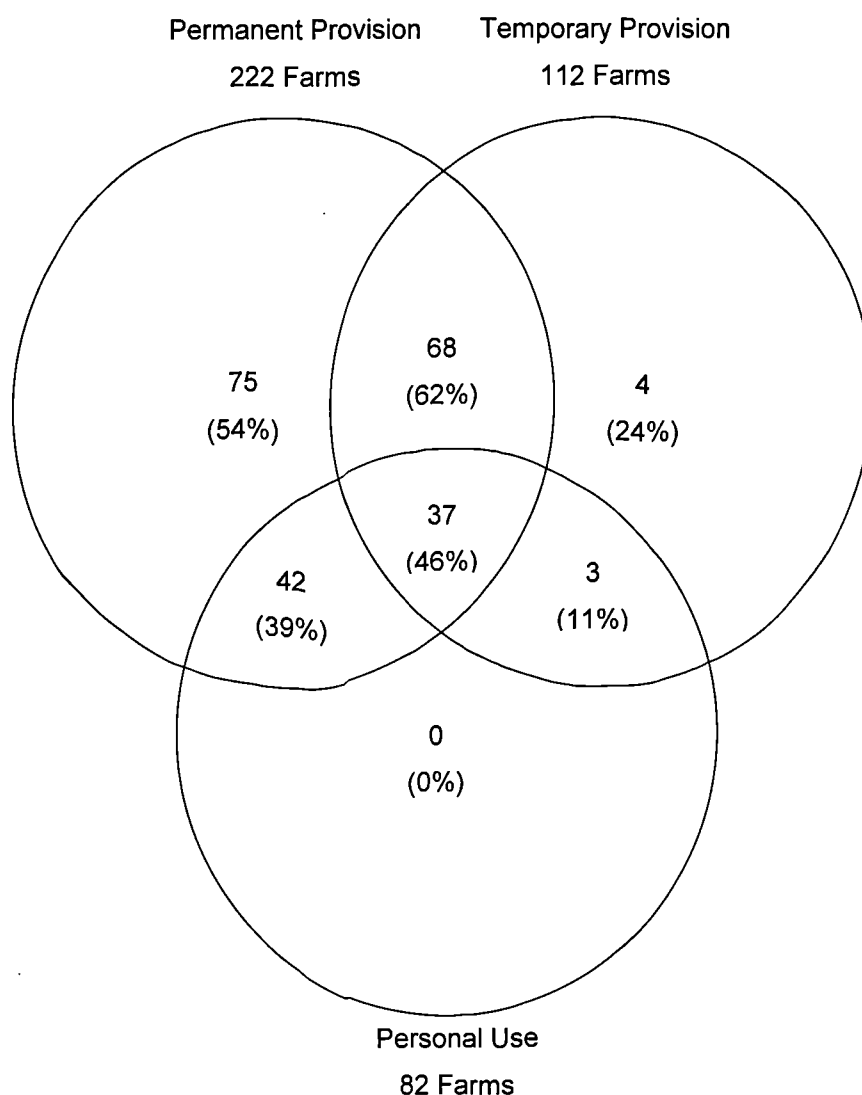 Permanent Provision
222 Farms
Temporary Provision
112 Farms
75
(54%)
68
(62%)
4
(24%)
37
(46%)
42
(39%)
3
(11%)
0
(0%)
Personal Use
82 Farms